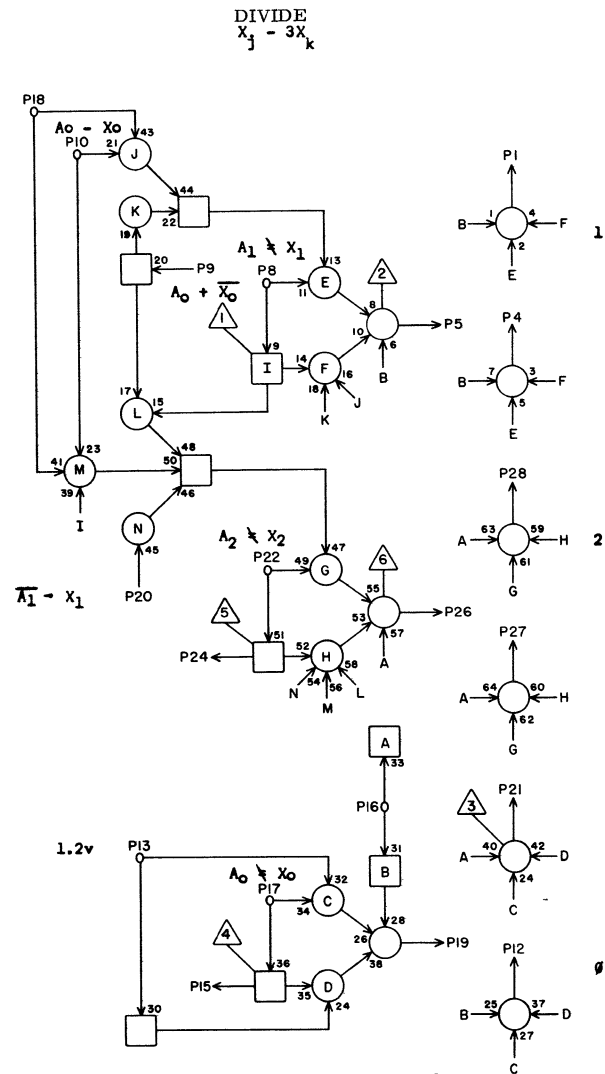 DIVIDE
Xj - 3Xk
P18
Ao - Xo
43
P10
21
J
P1
44
K
22
1
4
B
F
19
2
1
E
A1 ≠ X1
13
20
P9
P8
11
E
2
Ao + X̅o̅
8
P4
1
10
P5
9
6
I
14
F
16
B
7
3
B
F
18
J
5
17
15
K
E
L
48
23
50
41
M
P28
46
39
I
N
A2 ≠ X2
47
63
59
A
H
2
45
P22
49
G
6
61
G
A̅1̅ - X1
P20
55
5
53
P26
P27
51
57
P24
52
H
A
58
54
N
56
L
M
64
60
A
H
62
A
G
33
P16
P21
3
1.2v
P13
31
40
42
A
D
Ao ≠ Xo
32
B
24
P17
34
C
28
C
4
26
P19
36
38
P12
P15
35
D
ø
30
24
25
37
B
D
27
C